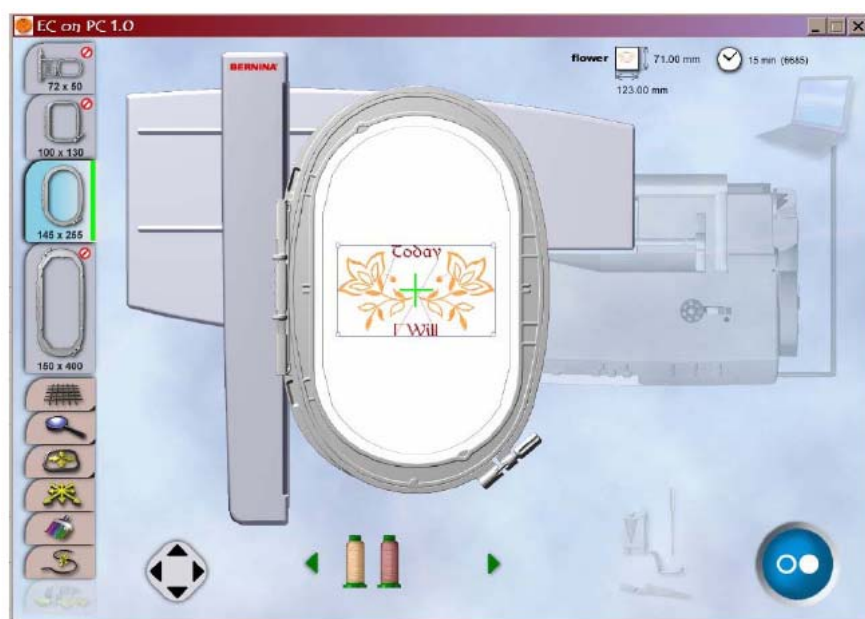 EC on PC 1.0
flower
71.00 mm
15 min (6685)
123.00 mm
BERNINA
72 x 50
100 x 130
145 x 255
150 x 400
Today
I Will